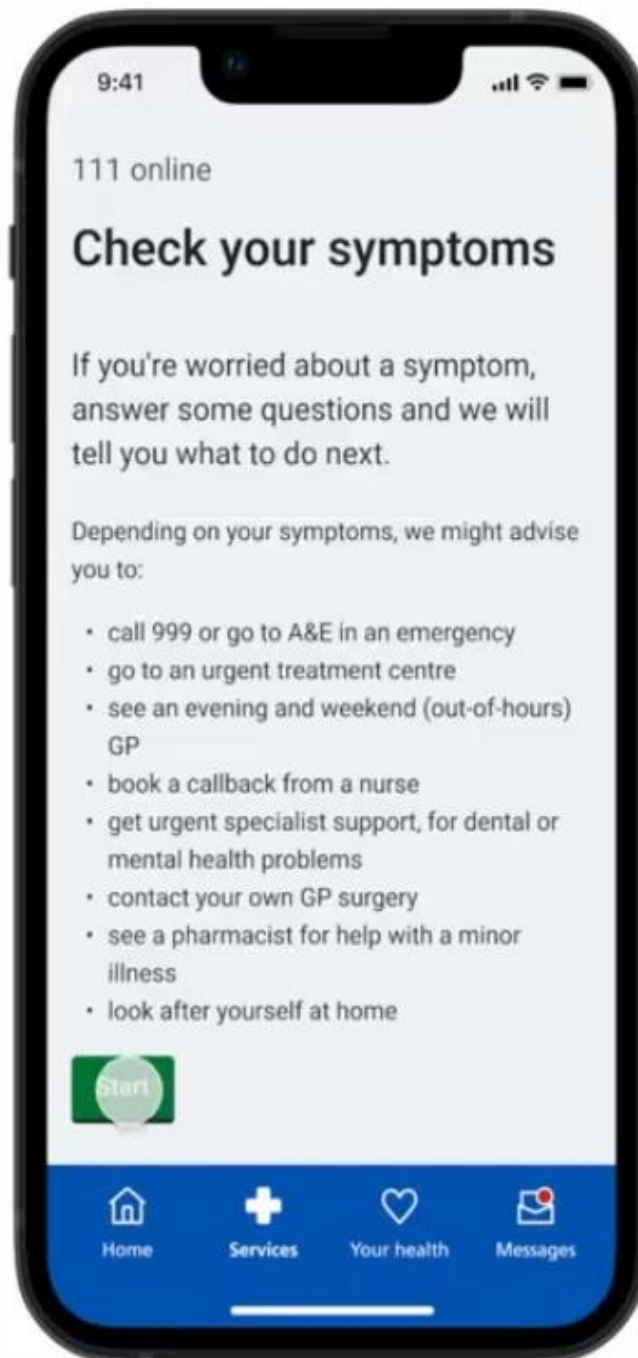 9:41
111 online
Check your symptoms
If you're worried about a symptom,
answer some questions and we will
tell you what to do next.
Depending on your symptoms, we might advise
you to:
• call 999 or go to A&E in an emergency
• go to an urgent treatment centre
• see an evening and weekend (out-of-hours)
GP
• book a callback from a nurse
• get urgent specialist support, for dental or
mental health problems
• contact your own GP surgery
• see a pharmacist for help with a minor
illness
• look after yourself at home
Start
Home Services Your health Messages